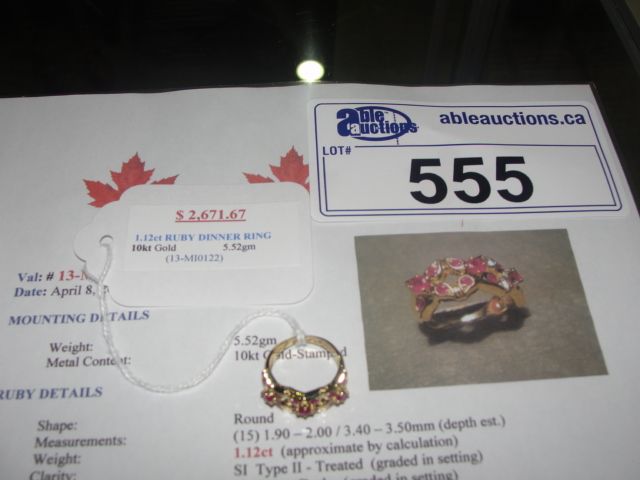 able auctions
ableauctions.ca
LOT#
555
$ 2,671.67
1.12ct RUBY DINNER RING
10kt Gold 5.52gm
(13-MI0122)
Val: # 13-
Date: April 8,
MOUNTING DETAILS
Weight: 5.52gm
Metal Content: 10kt Gold-Stamped
RUBY DETAILS
Shape: Round
Measurements: (15) 1.90 – 2.00 / 3.40 – 3.50mm (depth est.)
Weight: 1.12ct (approximate by calculation)
Clarity: SI Type II - Treated (graded in setting)